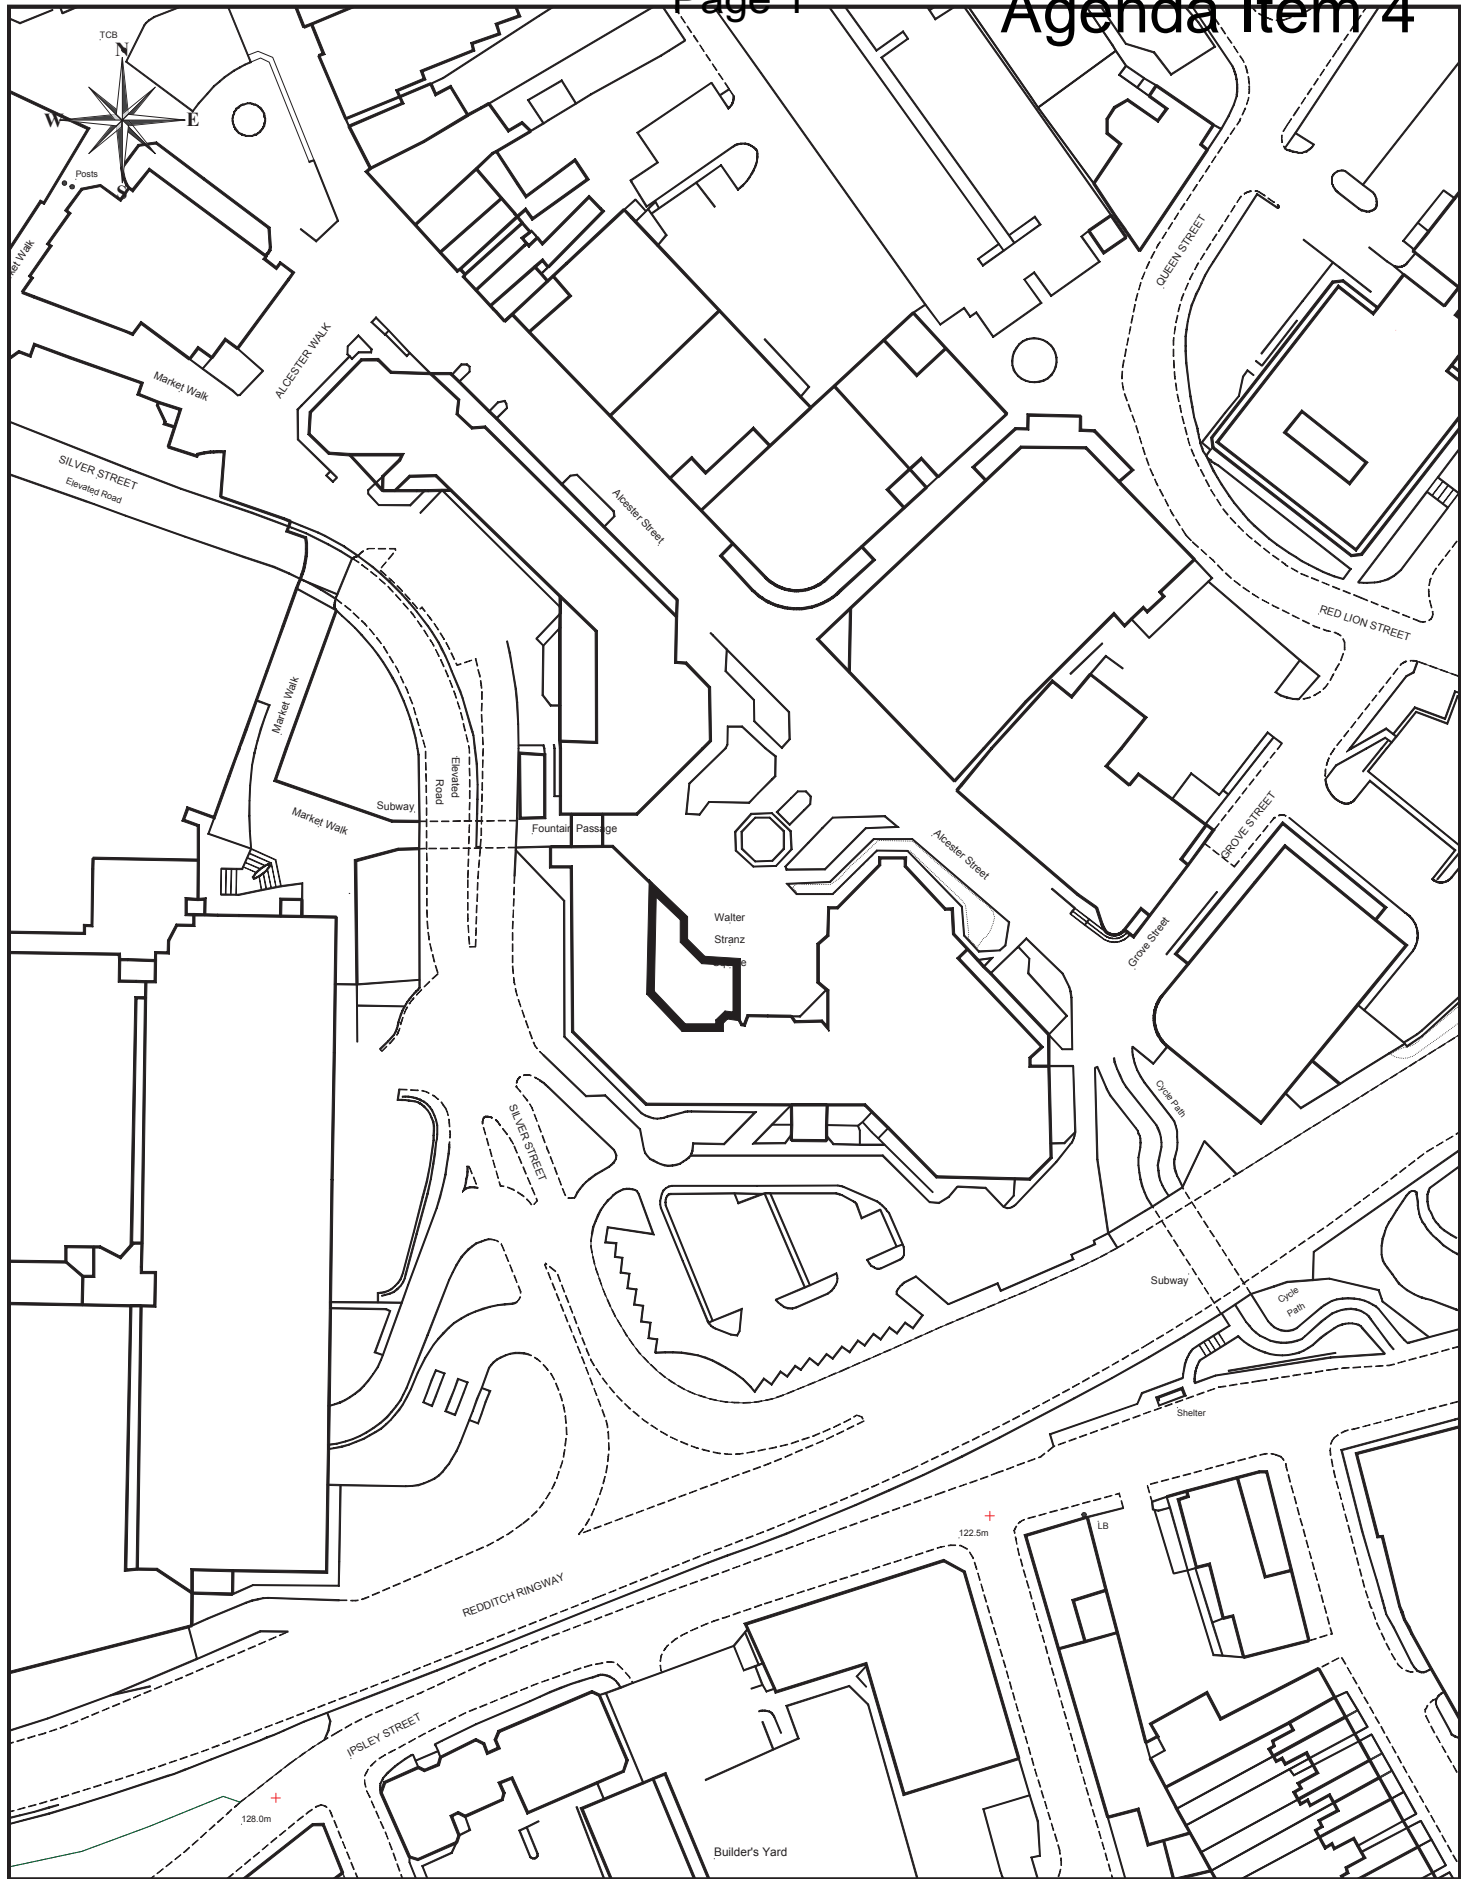 Page 1
Agenda Item 4
TCB
N
W
E
S
Posts
ket Walk
ALCESTER WALK
Market Walk
SILVER STREET
Elevated Road
QUEEN STREET
Alcester Street
RED LION STREET
Market Walk
Elevated
Road
Subway
Market Walk
Fountain Passage
GROVE STREET
Alcester Street
Walter
Stranz
Square
Grove Street
Cycle Path
SILVER STREET
Subway
Cycle
Path
Shelter
122.5m
LB
REDDITCH RINGWAY
IPSLEY STREET
128.0m
Builder's Yard